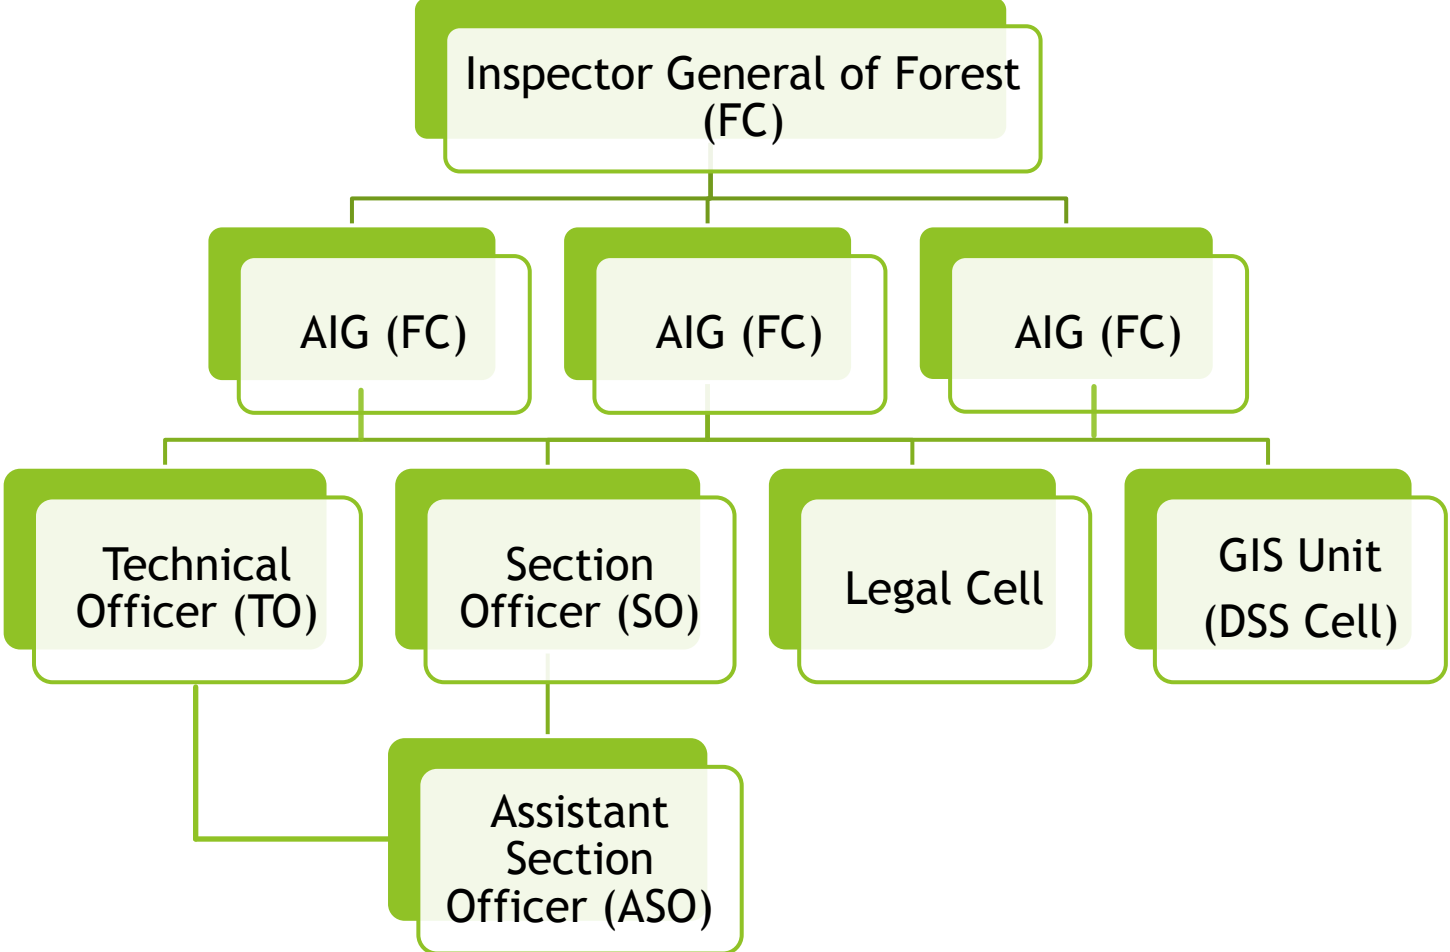 Inspector General of Forest
(FC)
AIG (FC)
AIG (FC)
AIG (FC)
Technical
Officer (TO)
Section
Officer (SO)
Legal Cell
GIS Unit
(DSS Cell)
Assistant
Section
Officer (ASO)